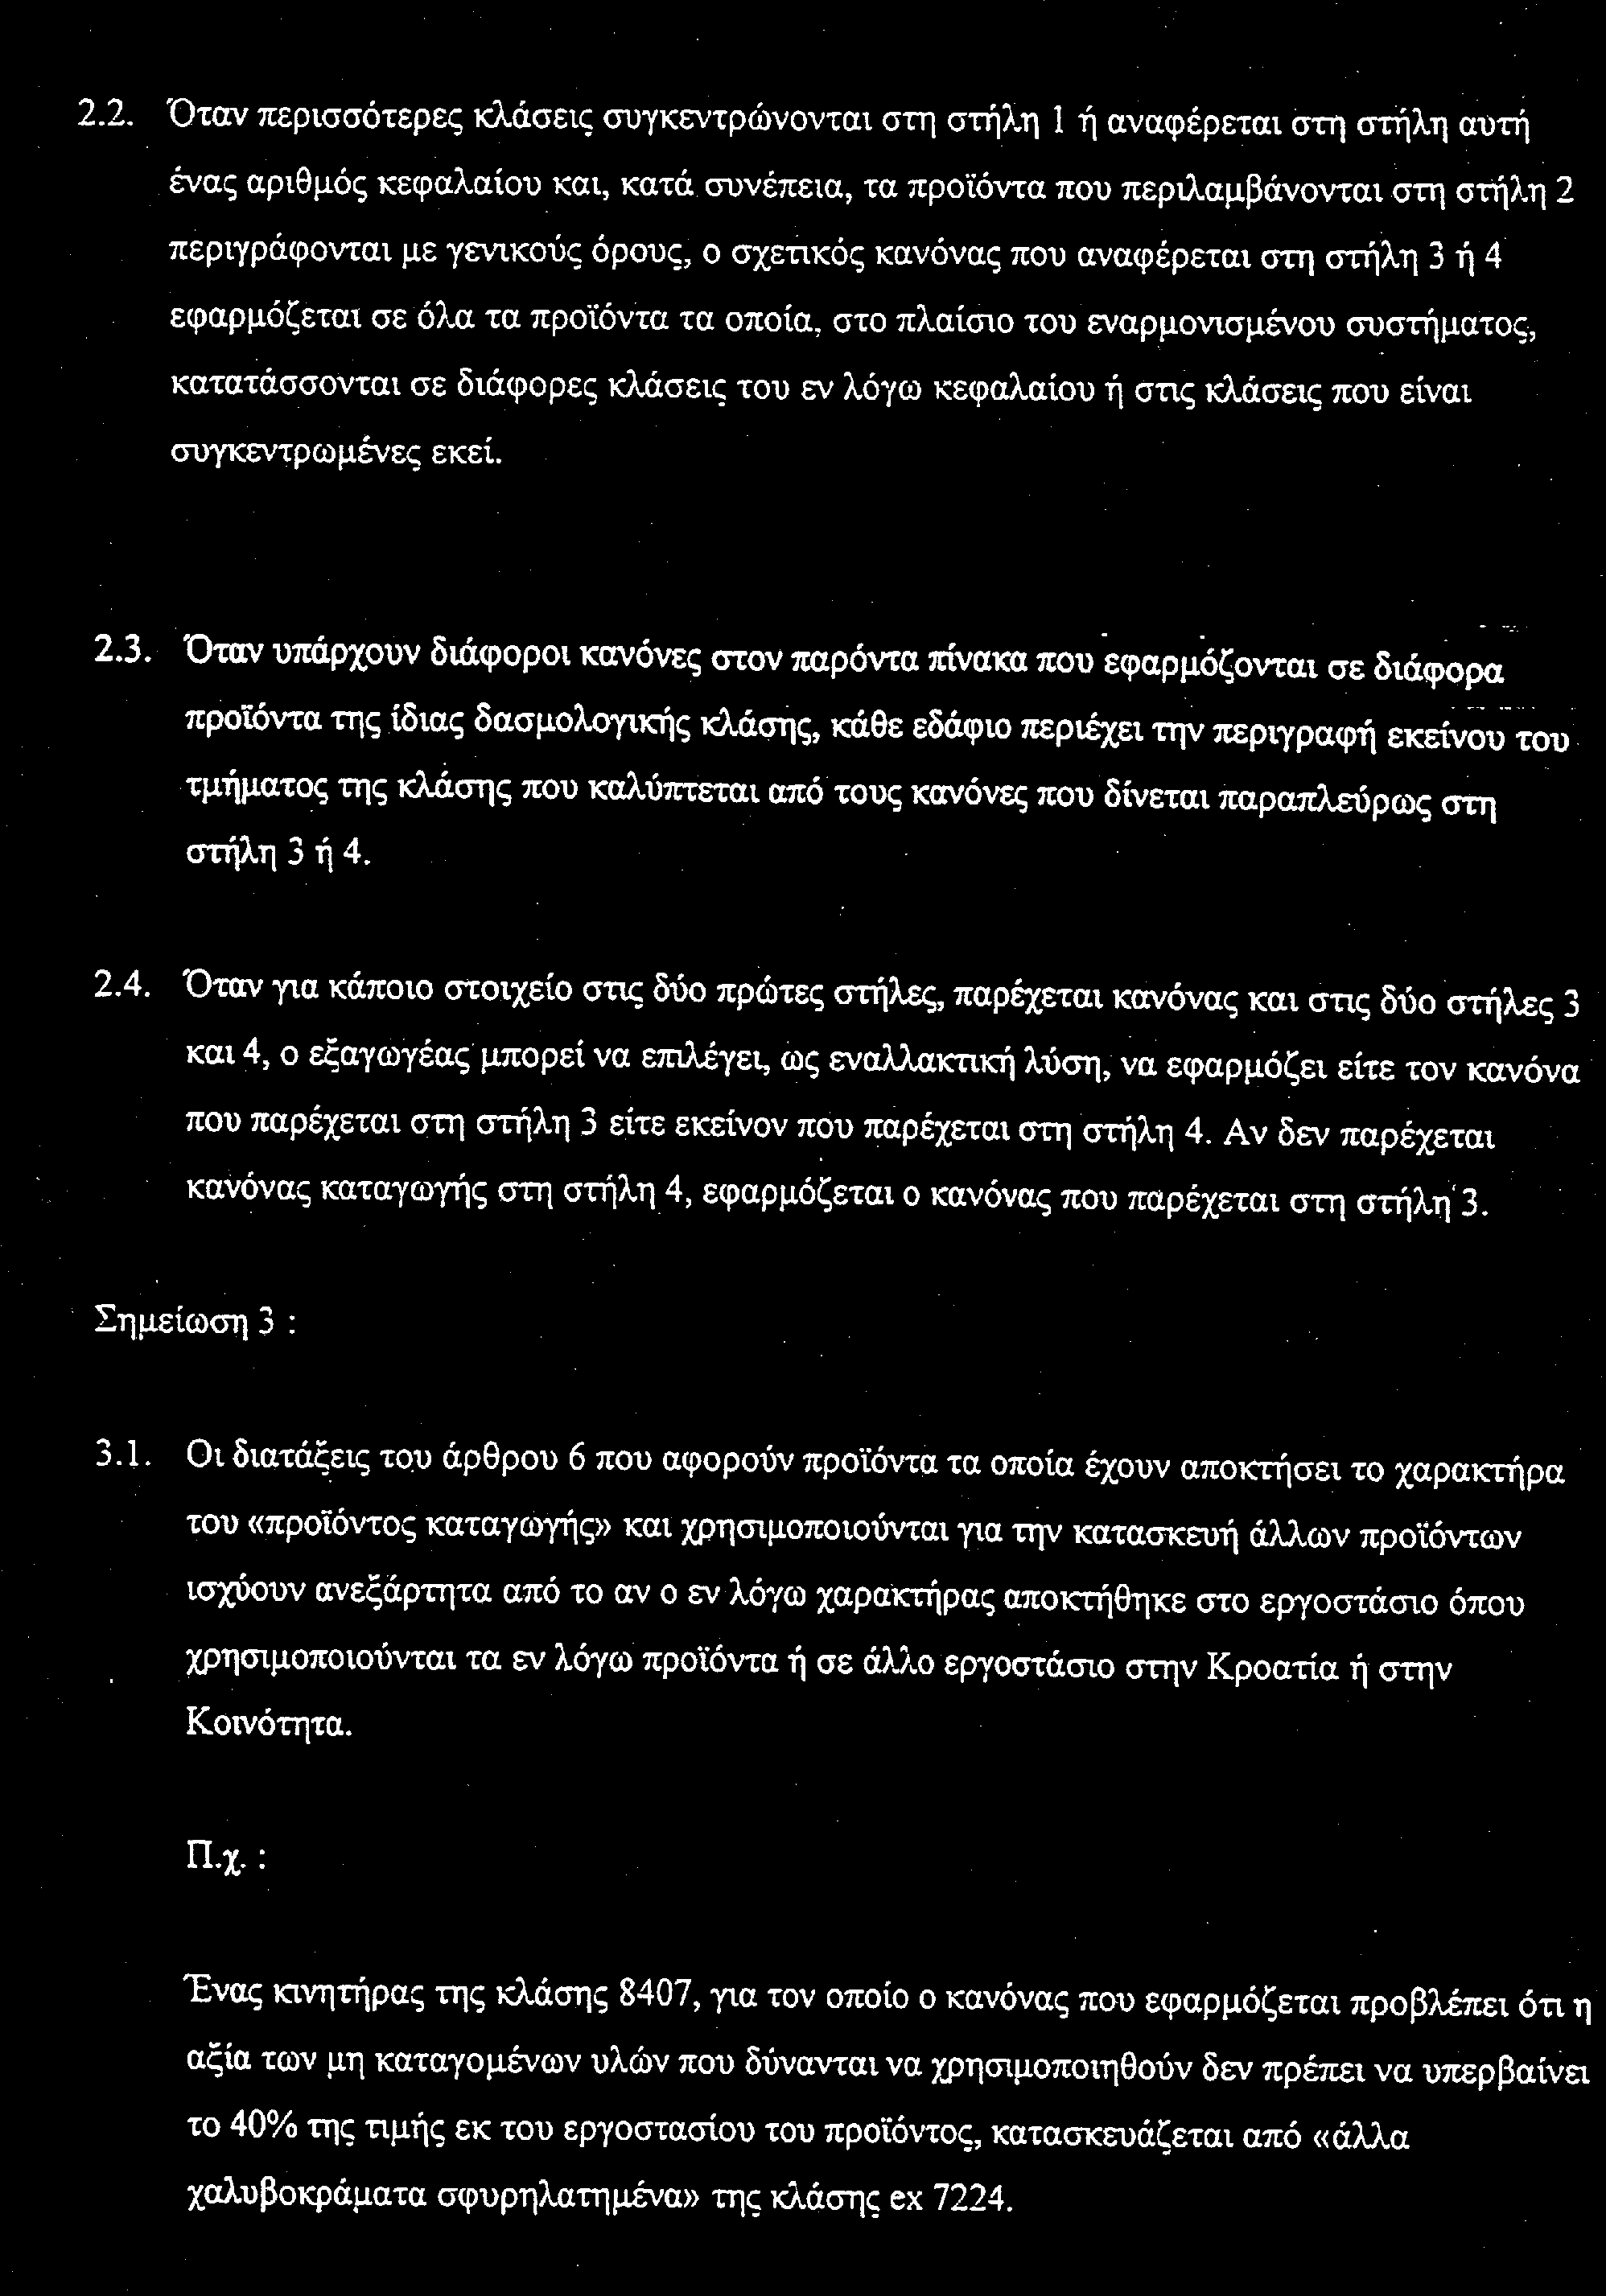 2.2. Όταν περισσότερες κλάσεις συγκεντρώνονται στη στήλη 1 ή αναφέρεται στη στήλη αυτή
ένας αριθμός κεφαλαίου και, κατά συνέπεια, τα προϊόντα που περιλαμβάνονται στη στήλη 2
περιγράφονται με γενικούς όρους, ο σχετικός κανόνας που αναφέρεται στη στήλη 3 ή 4
εφαρμόζεται σε όλα τα προϊόντα τα οποία, στο πλαίσιο του εναρμονισμένου συστήματος,
κατατάσσονται σε διάφορες κλάσεις του εν λόγω κεφαλαίου ή στις κλάσεις που είναι
συγκεντρωμένες εκεί.
2.3. Όταν υπάρχουν διάφοροι κανόνες στον παρόντα πίνακα που εφαρμόζονται σε διάφορα
προϊόντα της ίδιας δασμολογικής κλάσης, κάθε εδάφιο περιέχει την περιγραφή εκείνου του
τμήματος της κλάσης που καλύπτεται από τους κανόνες που δίνεται παραπλεύρως στη
στήλη 3 ή 4.
2.4. Όταν για κάποιο στοιχείο στις δύο πρώτες στήλες, παρέχεται κανόνας και στις δύο στήλες 3
και 4, ο εξαγωγέας μπορεί να επιλέγει, ως εναλλακτική λύση, να εφαρμόζει είτε τον κανόνα
που παρέχεται στη στήλη 3 είτε εκείνον που παρέχεται στη στήλη 4. Αν δεν παρέχεται
κανόνας καταγωγής στη στήλη 4, εφαρμόζεται ο κανόνας που παρέχεται στη στήλη 3.
Σημείωση 3 :
3.1. Οι διατάξεις του άρθρου 6 που αφορούν προϊόντα τα οποία έχουν αποκτήσει το χαρακτήρα
του «προϊόντος καταγωγής» και χρησιμοποιούνται για την κατασκευή άλλων προϊόντων
ισχύουν ανεξάρτητα από το αν ο εν λόγω χαρακτήρας αποκτήθηκε στο εργοστάσιο όπου
χρησιμοποιούνται τα εν λόγω προϊόντα ή σε άλλο εργοστάσιο στην Κροατία ή στην
Κοινότητα.
Π.χ. :
Ένας κινητήρας της κλάσης 8407, για τον οποίο ο κανόνας που εφαρμόζεται προβλέπει ότι η
αξία των μη καταγομένων υλών που δύνανται να χρησιμοποιηθούν δεν πρέπει να υπερβαίνει
το 40% της τιμής εκ του εργοστασίου του προϊόντος, κατασκευάζεται από «άλλα
χαλυβοκράματα σφυρηλατημένα» της κλάσης ex 7224.